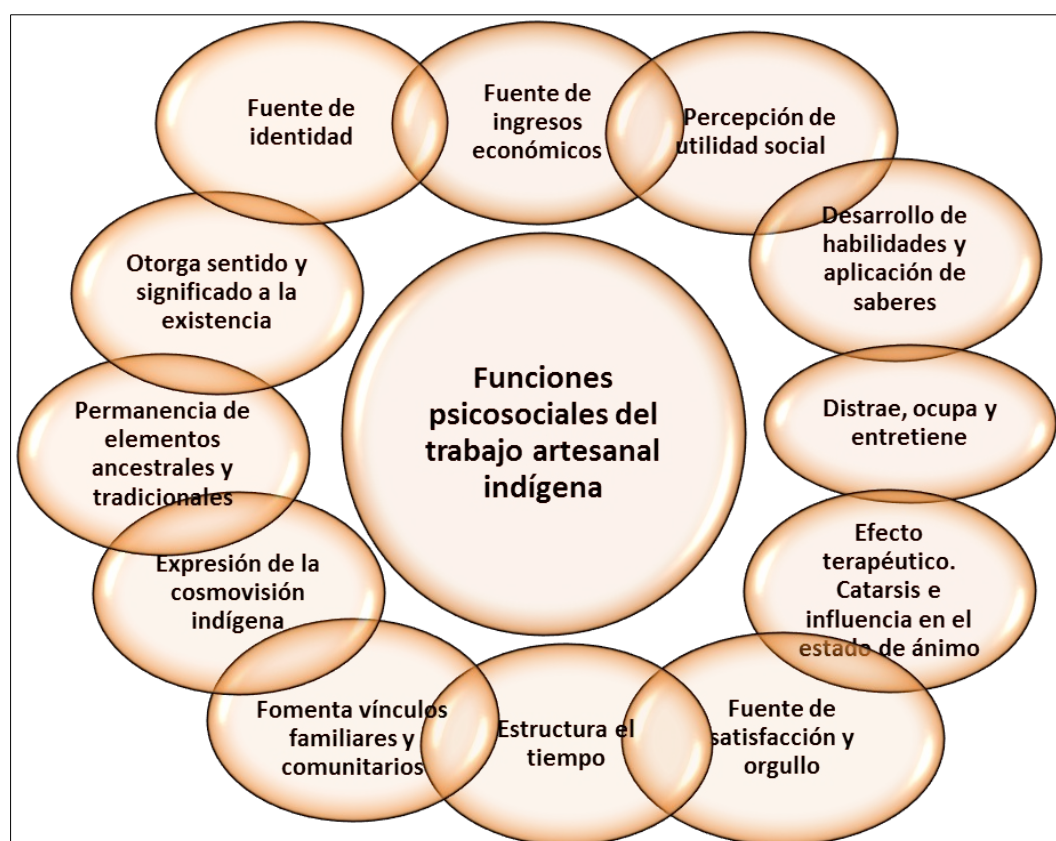 Fuente de
identidad
Fuente de
ingresos
económicos
Percepción de
utilidad social
Desarrollo de
habilidades y
aplicación de
saberes
Distrae, ocupa y
entretiene
Efecto
terapéutico.
Catarsis e
influencia en el
estado de ánimo
Fuente de
satisfacción y
orgullo
Estructura el
tiempo
Fomenta vínculos
familiares y
comunitarios
Expresión de la
cosmovisión
indígena
Permanencia de
elementos
ancestrales y
tradicionales
Otorga sentido y
significado a la
existencia
Funciones
psicosociales del
trabajo artesanal
indígena